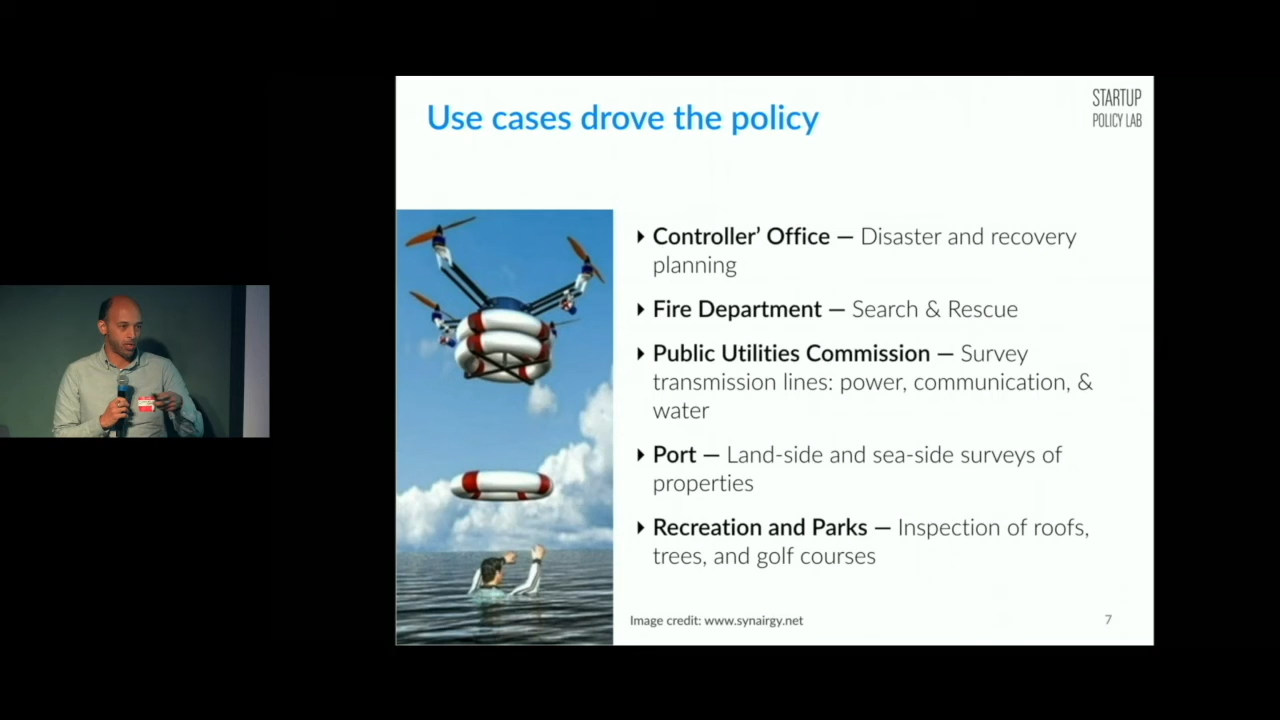 Use cases drove the policy
STARTUP
POLICY LAB
Controller’ Office — Disaster and recovery
planning
Fire Department — Search & Rescue
Public Utilities Commission — Survey
transmission lines: power, communication, &
water
Port — Land-side and sea-side surveys of
properties
Recreation and Parks — Inspection of roofs,
trees, and golf courses
Image credit: www.synairgy.net
7